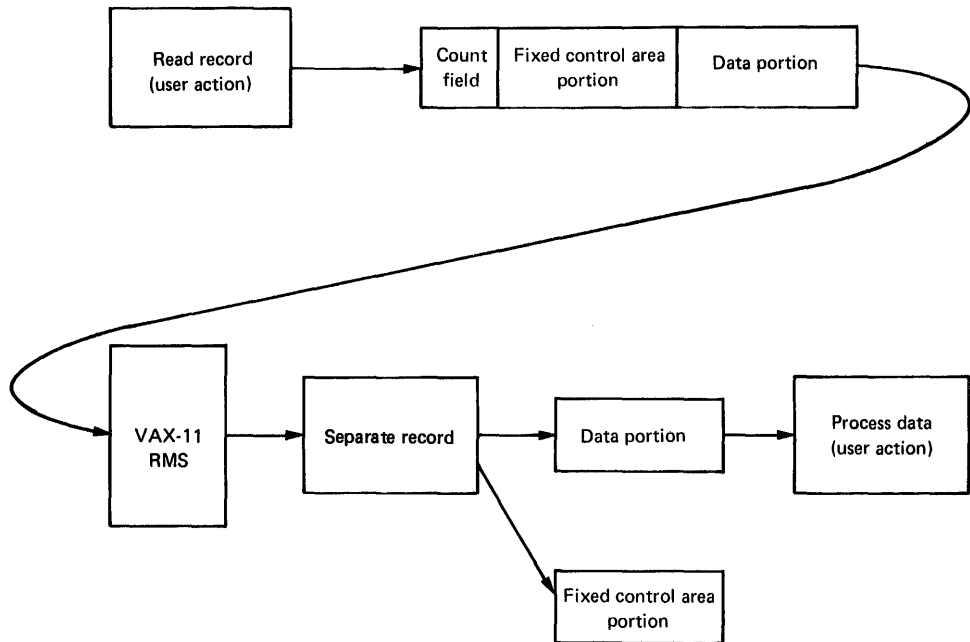 Read record
(user action)
Count
field
Fixed control area
portion
Data portion
VAX-11
RMS
Separate record
Data portion
Process data
(user action)
Fixed control area
portion